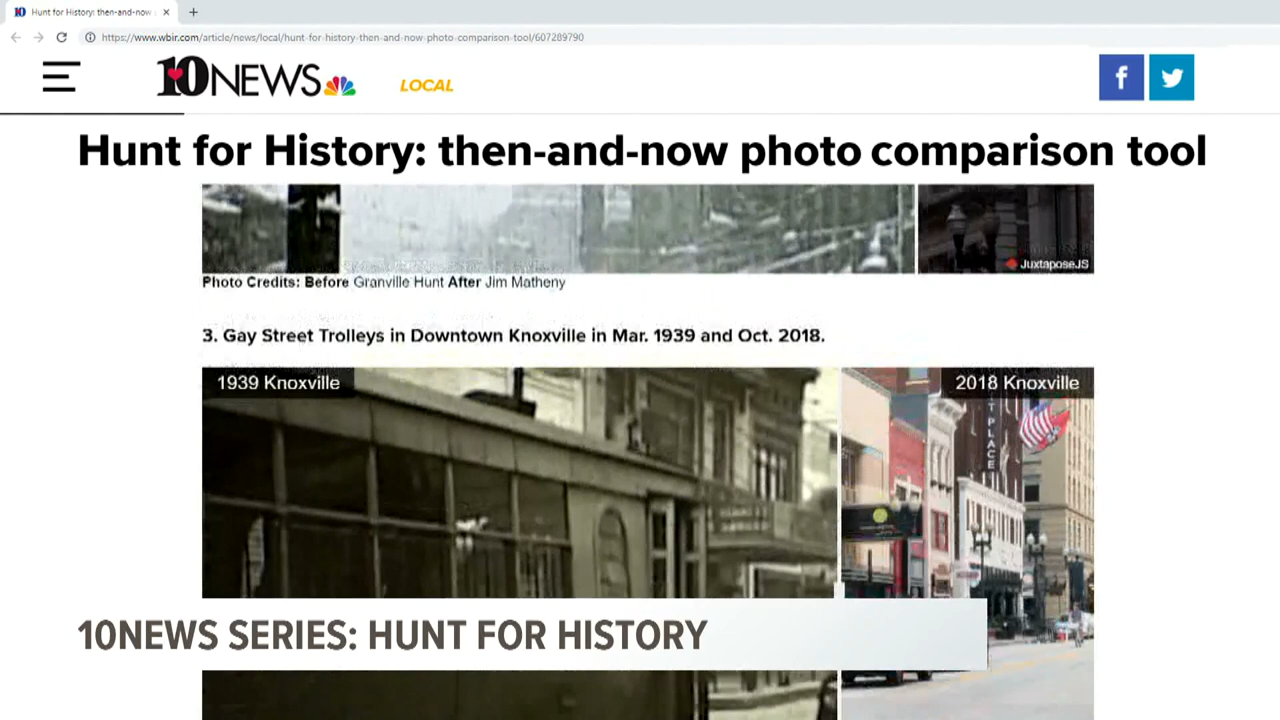 Hunt for History: then-and-now
https://www.wbir.com/article/news/local/hunt-for-history-then-and-now-photo-comparison-tool/607289790
10NEWS
LOCAL
Hunt for History: then-and-now photo comparison tool
JuxtaposeJS
Photo Credits: Before Granville Hunt After Jim Matheny
3. Gay Street Trolleys in Downtown Knoxville in Mar. 1939 and Oct. 2018.
1939 Knoxville
2018 Knoxville
T PLACE
10NEWS SERIES: HUNT FOR HISTORY